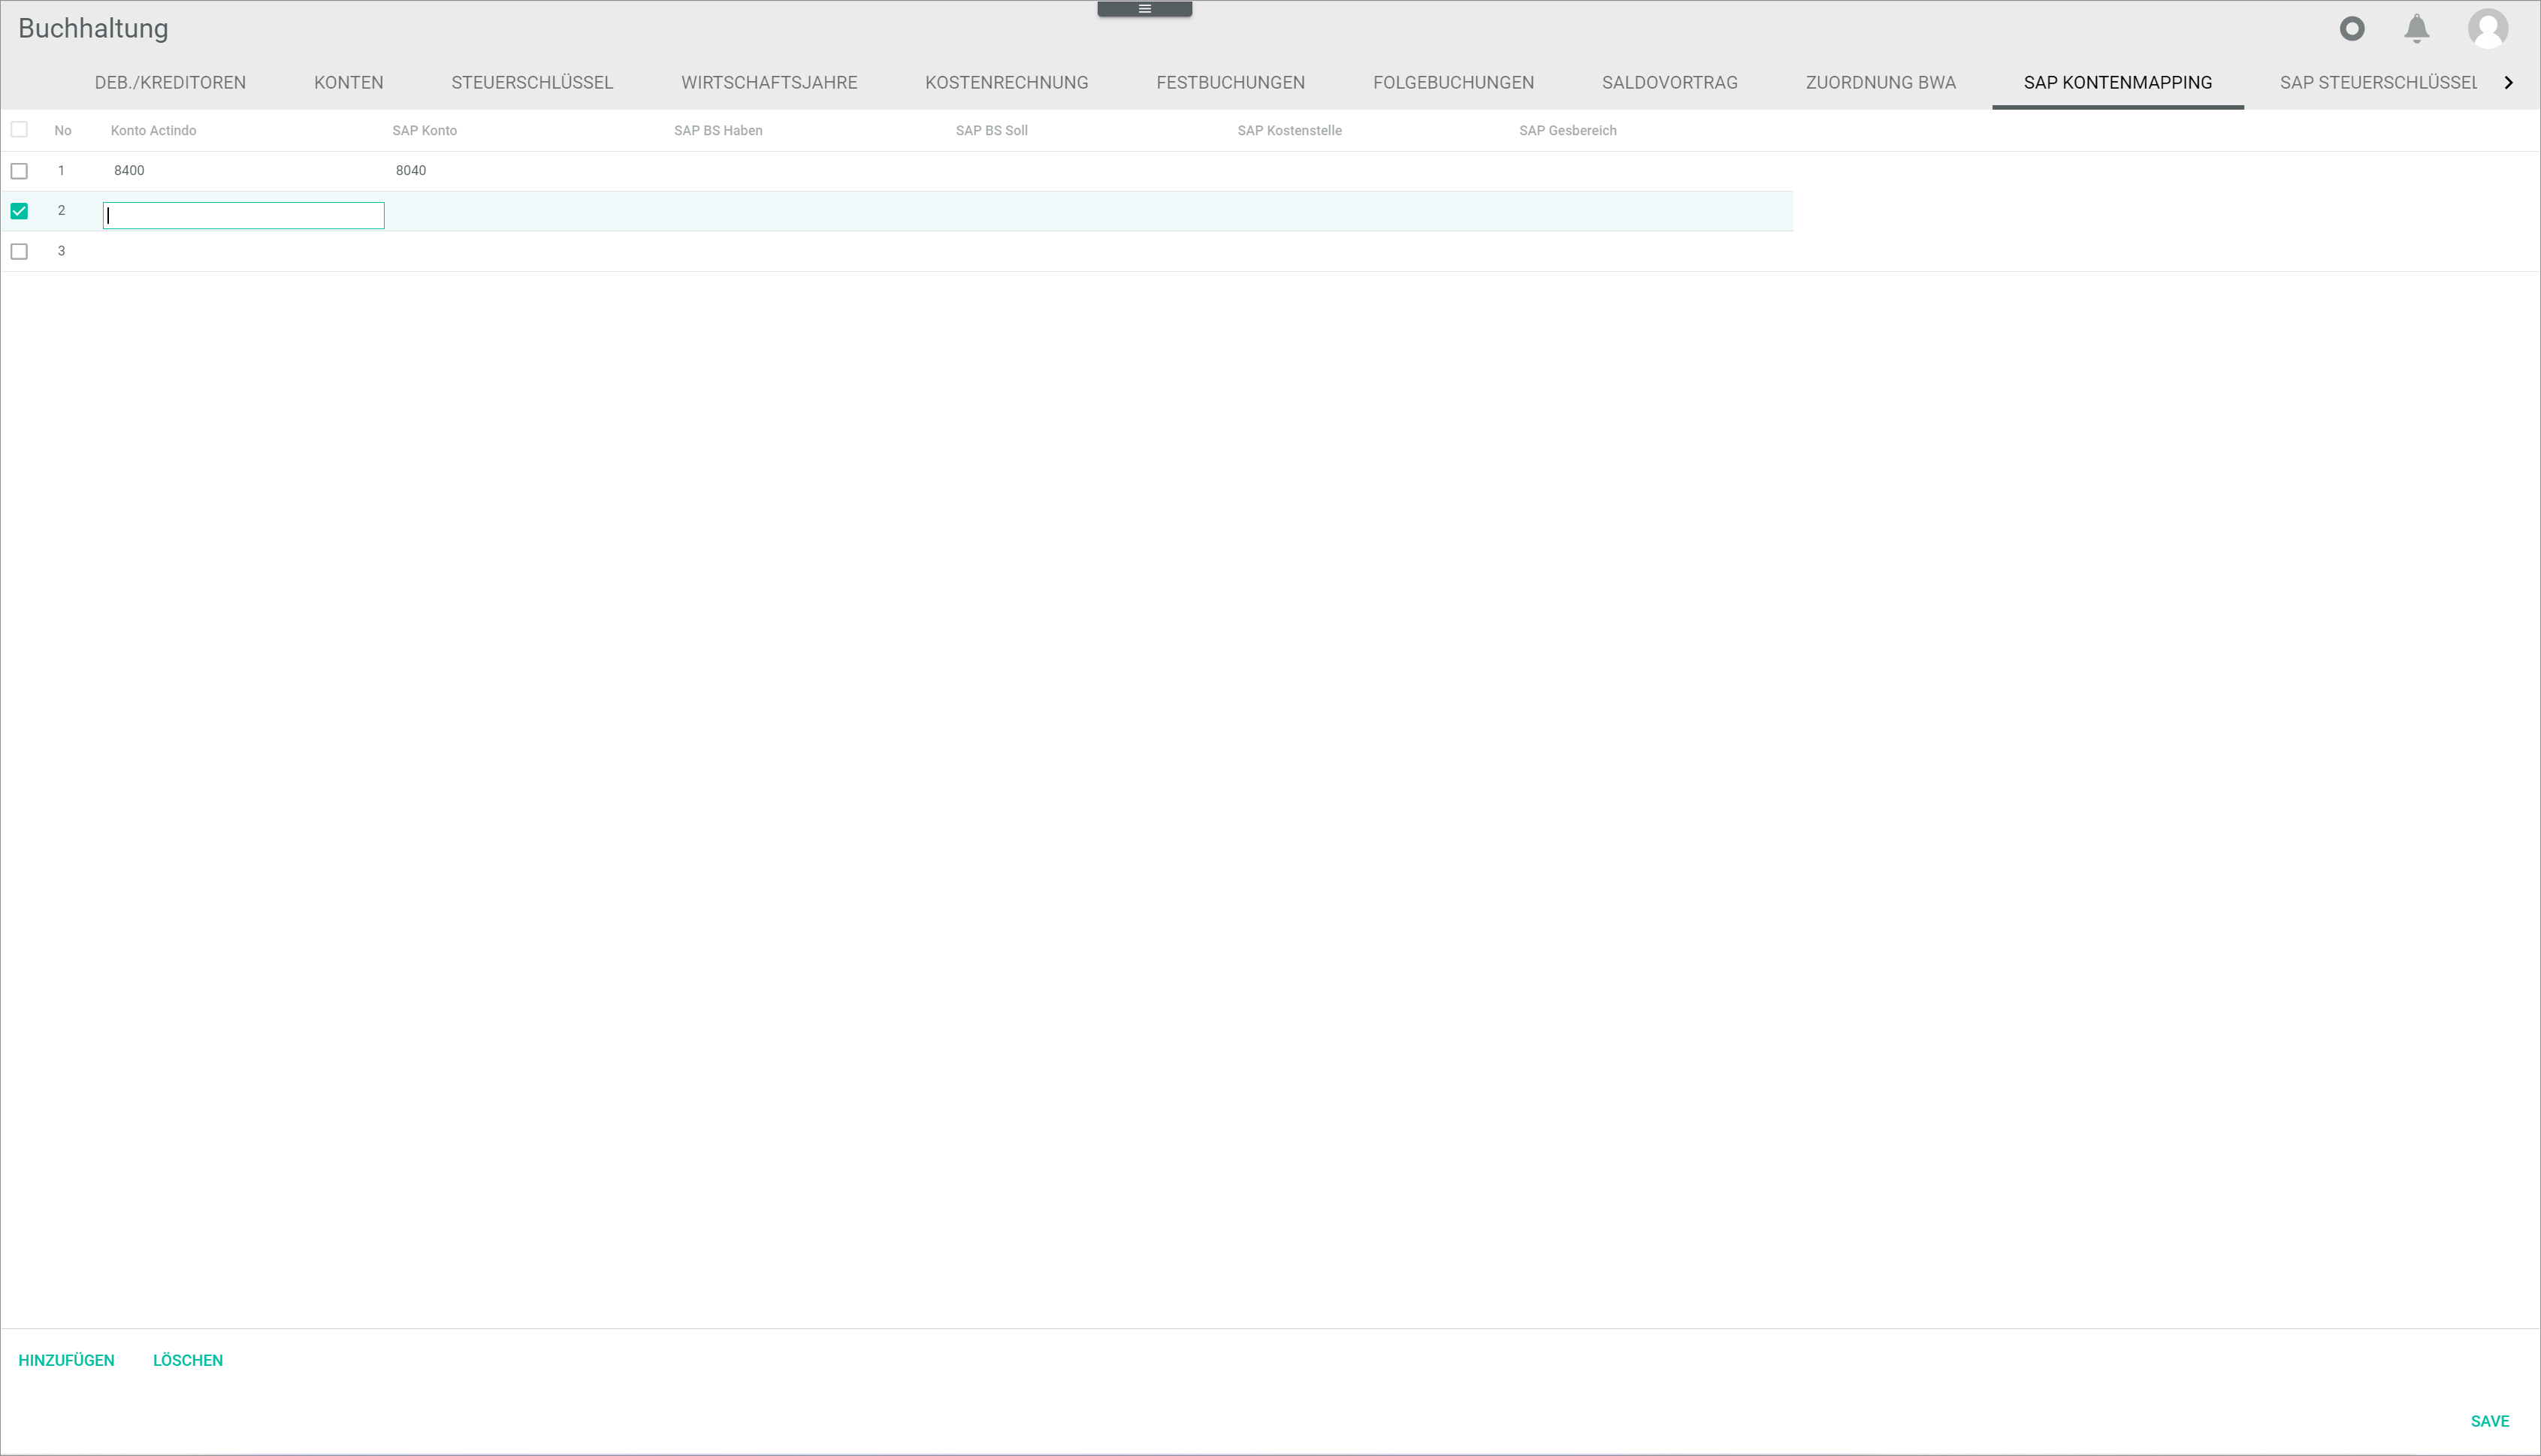 Buchhaltung
DEB./KREDITOREN KONTEN STEUERSCHLÜSSEL WIRTSCHAFTSJAHRE KOSTENRECHNUNG FESTBUCHUNGEN FOLGEBUCHUNGEN SALDOVORTRAG ZUORDNUNG BWA SAP KONTENMAPPING SAP STEUERSCHLÜSSEL
No Konto Actindo SAP Konto SAP BS Haben SAP BS Soll SAP Kostenstelle SAP Gesbereich
1 8400 8040
2
3
HINZUFÜGEN LÖSCHEN
SAVE